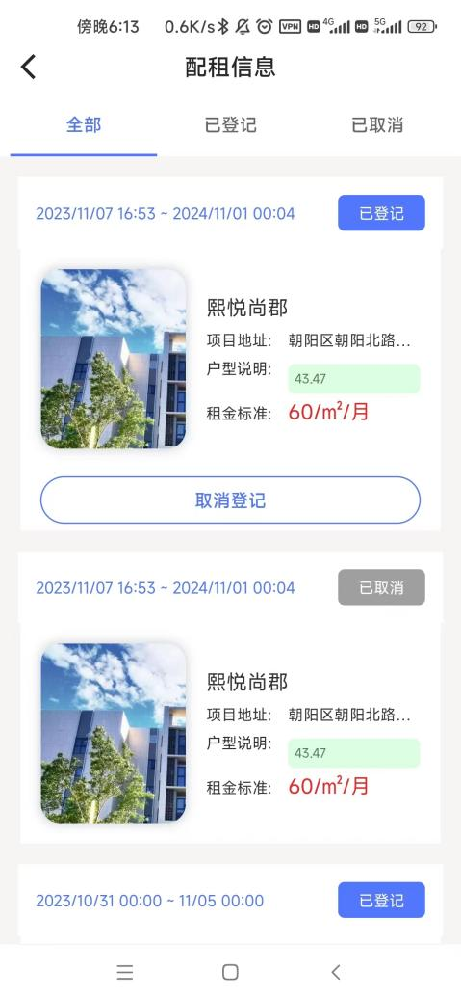 傍晚6:13 0.6K/s VPN HD 4G HD 5G 92
配租信息
全部 已登记 已取消
2023/11/07 16:53 ~ 2024/11/01 00:04 已登记
熙悦尚郡
项目地址: 朝阳区朝阳北路...
户型说明: 43.47
租金标准: 60/㎡/月
取消登记
2023/11/07 16:53 ~ 2024/11/01 00:04 已取消
熙悦尚郡
项目地址: 朝阳区朝阳北路...
户型说明: 43.47
租金标准: 60/㎡/月
2023/10/31 00:00 ~ 11/05 00:00 已登记